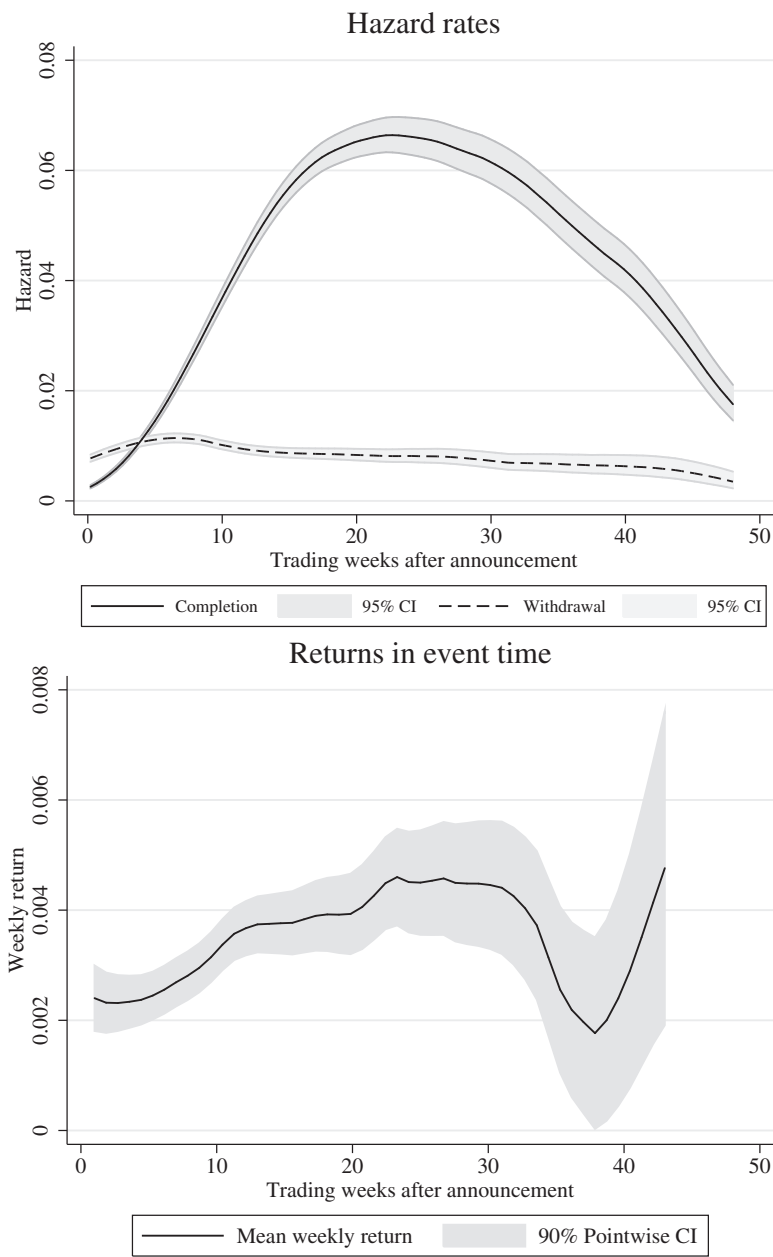 Hazard rates
0.08
0.06
0.04
0.02
0
Hazard
0 10 20 30 40 50
Trading weeks after announcement
Completion 95% CI Withdrawal 95% CI
Returns in event time
0.008
0.006
0.004
0.002
0
Weekly return
0 10 20 30 40 50
Trading weeks after announcement
Mean weekly return 90% Pointwise CI